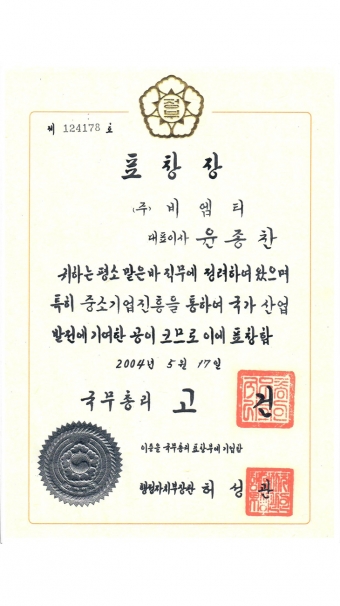 정부
제 124178 호
표창장
(주) 비엠티
대표이사 윤종찬
귀하는 평소 맡은바 직무에 정려하여 왔으며
특히 중소기업진흥을 통하여 국가 산업
발전에 기여한 공이 크므로 이에 표창함
2004년 5월 17일
국무총리 고건
이증을 국무총리 표창부에 기입함
행정자치부장관 허성관